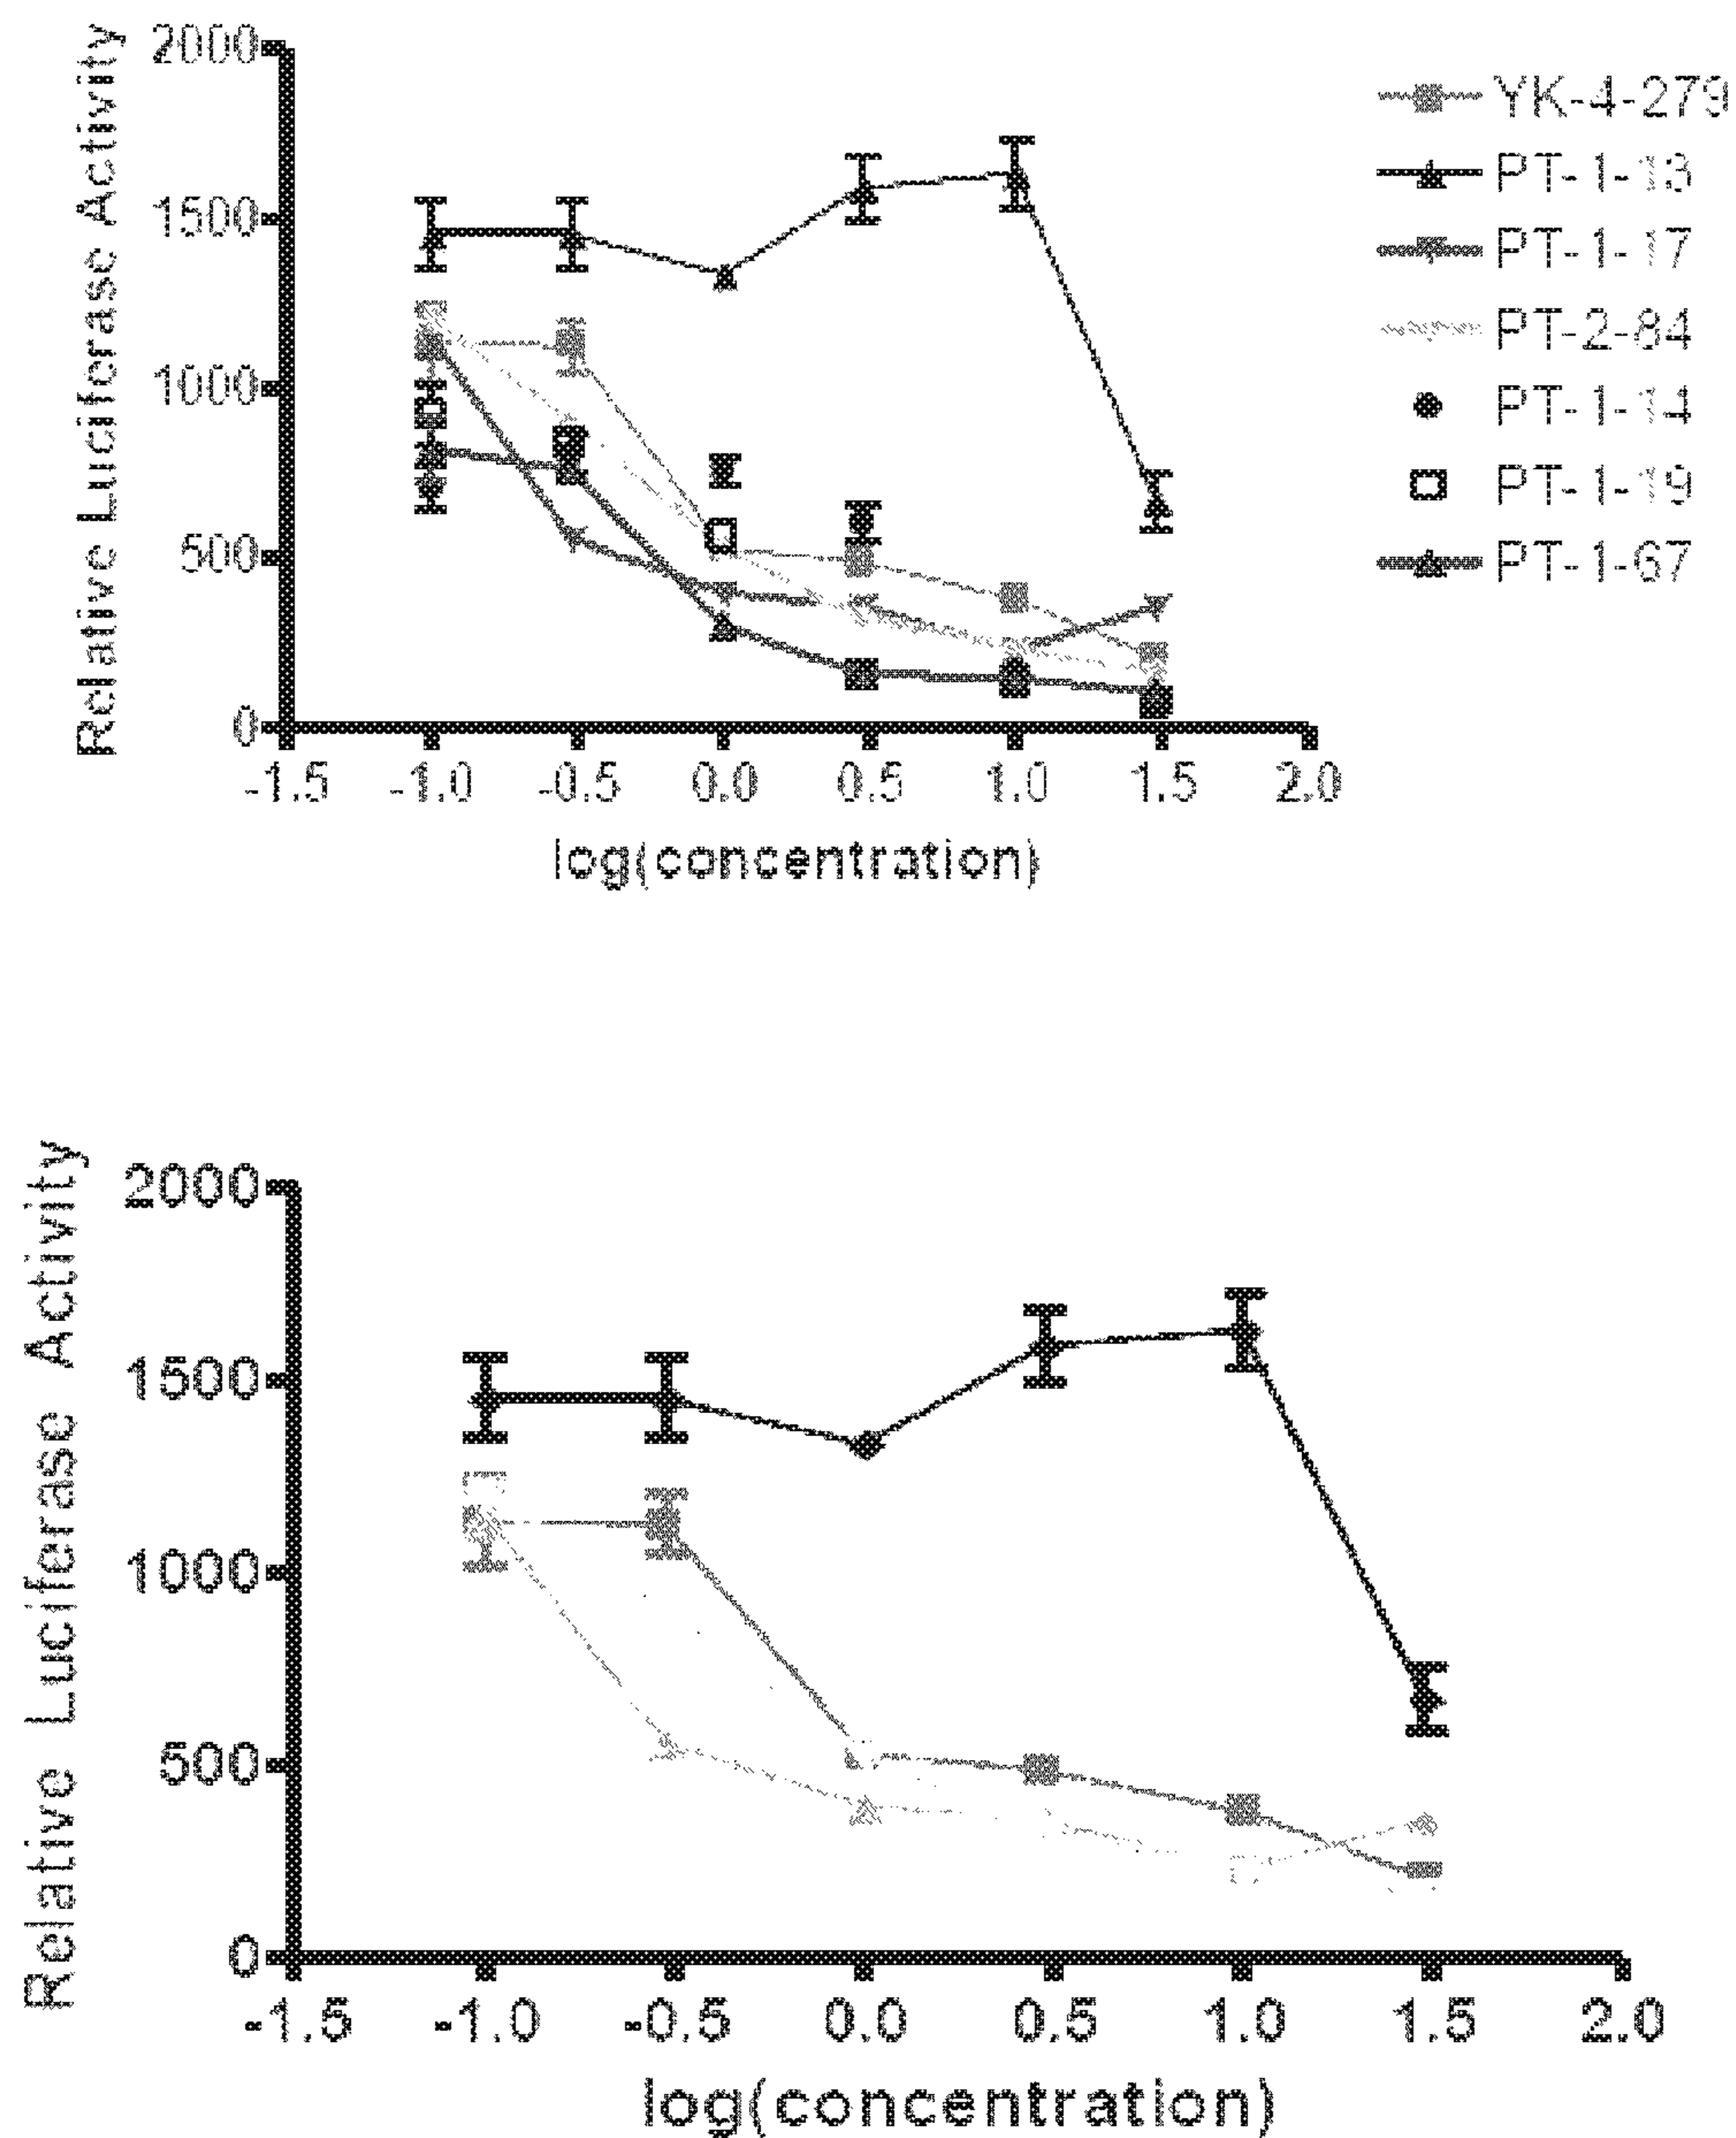 Relative Luciferase Activity
2000
1500
1000
500
0
-1.5 -1.0 -0.5 0.0 0.5 1.0 1.5 2.0
log(concentration)
YK-4-279
PT-1-13
PT-1-17
PT-2-84
PT-1-14
PT-1-19
PT-1-67
Relative Luciferase Activity
2000
1500
1000
500
0
-1.5 -1.0 -0.5 0.0 0.5 1.0 1.5 2.0
log(concentration)